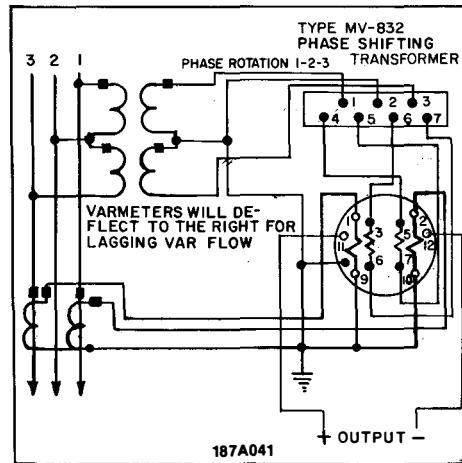 TYPE MV-832
PHASE SHIFTING
TRANSFORMER
3 2 1
PHASE ROTATION 1-2-3
1 2 3
4 5 6 7
VARMETERS WILL DE-
FLECT TO THE RIGHT FOR
LAGGING VAR FLOW
1 2
3 5
11 12
6 7
9 10
+ OUTPUT -
187A041